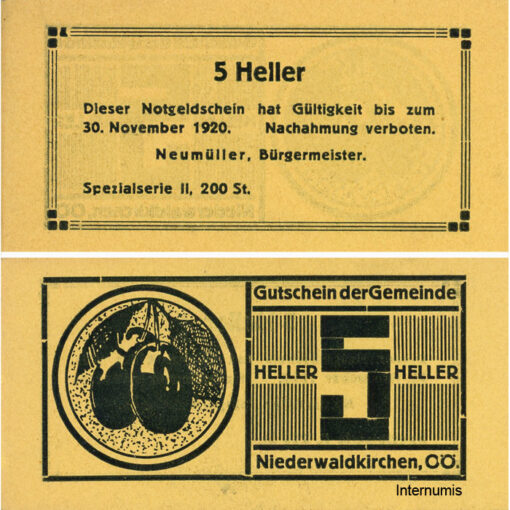 5 Heller
Dieser Notgeldschein hat Gültigkeit bis zum
30. November 1920. Nachahmung verboten.
Neumüller, Bürgermeister.
Spezialserie II, 200 St.
Gutschein der Gemeinde
HELLER 5 HELLER
Niederwaldkirchen, OÖ.
Internumis